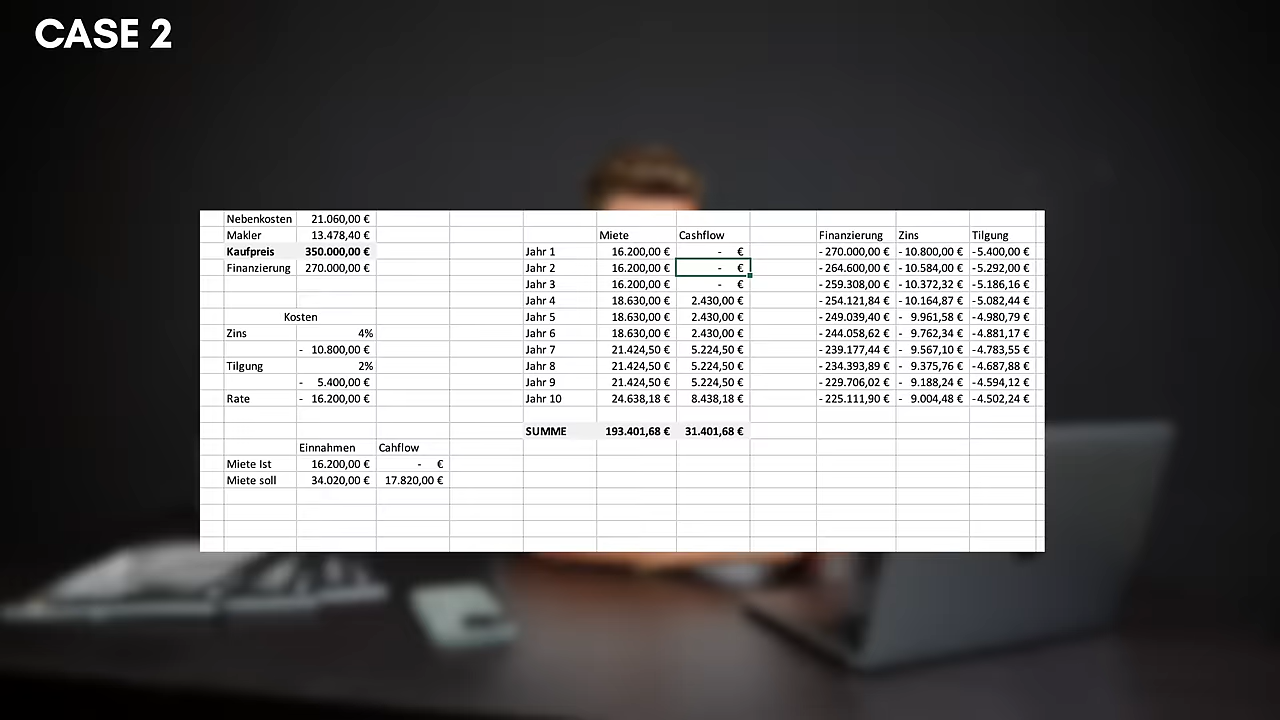 CASE 2
Nebenkosten 21.060,00 €
Makler 13.478,40 € Miete Cashflow Finanzierung Zins Tilgung
Kaufpreis 350.000,00 € Jahr 1 16.200,00 € - € - 270.000,00 € - 10.800,00 € -5.400,00 €
Finanzierung 270.000,00 € Jahr 2 16.200,00 € - € - 264.600,00 € - 10.584,00 € -5.292,00 €
Jahr 3 16.200,00 € - € - 259.308,00 € - 10.372,32 € -5.186,16 €
Jahr 4 18.630,00 € 2.430,00 € - 254.121,84 € - 10.164,87 € -5.082,44 €
Kosten Jahr 5 18.630,00 € 2.430,00 € - 249.039,40 € - 9.961,58 € -4.980,79 €
Zins 4% Jahr 6 18.630,00 € 2.430,00 € - 244.058,62 € - 9.762,34 € -4.881,17 €
- 10.800,00 € Jahr 7 21.424,50 € 5.224,50 € - 239.177,44 € - 9.567,10 € -4.783,55 €
Tilgung 2% Jahr 8 21.424,50 € 5.224,50 € - 234.393,89 € - 9.375,76 € -4.687,88 €
- 5.400,00 € Jahr 9 21.424,50 € 5.224,50 € - 229.706,02 € - 9.188,24 € -4.594,12 €
Rate - 16.200,00 € Jahr 10 24.638,18 € 8.438,18 € - 225.111,90 € - 9.004,48 € -4.502,24 €
SUMME 193.401,68 € 31.401,68 €
Einnahmen Cahflow
Miete Ist 16.200,00 € - €
Miete soll 34.020,00 € 17.820,00 €